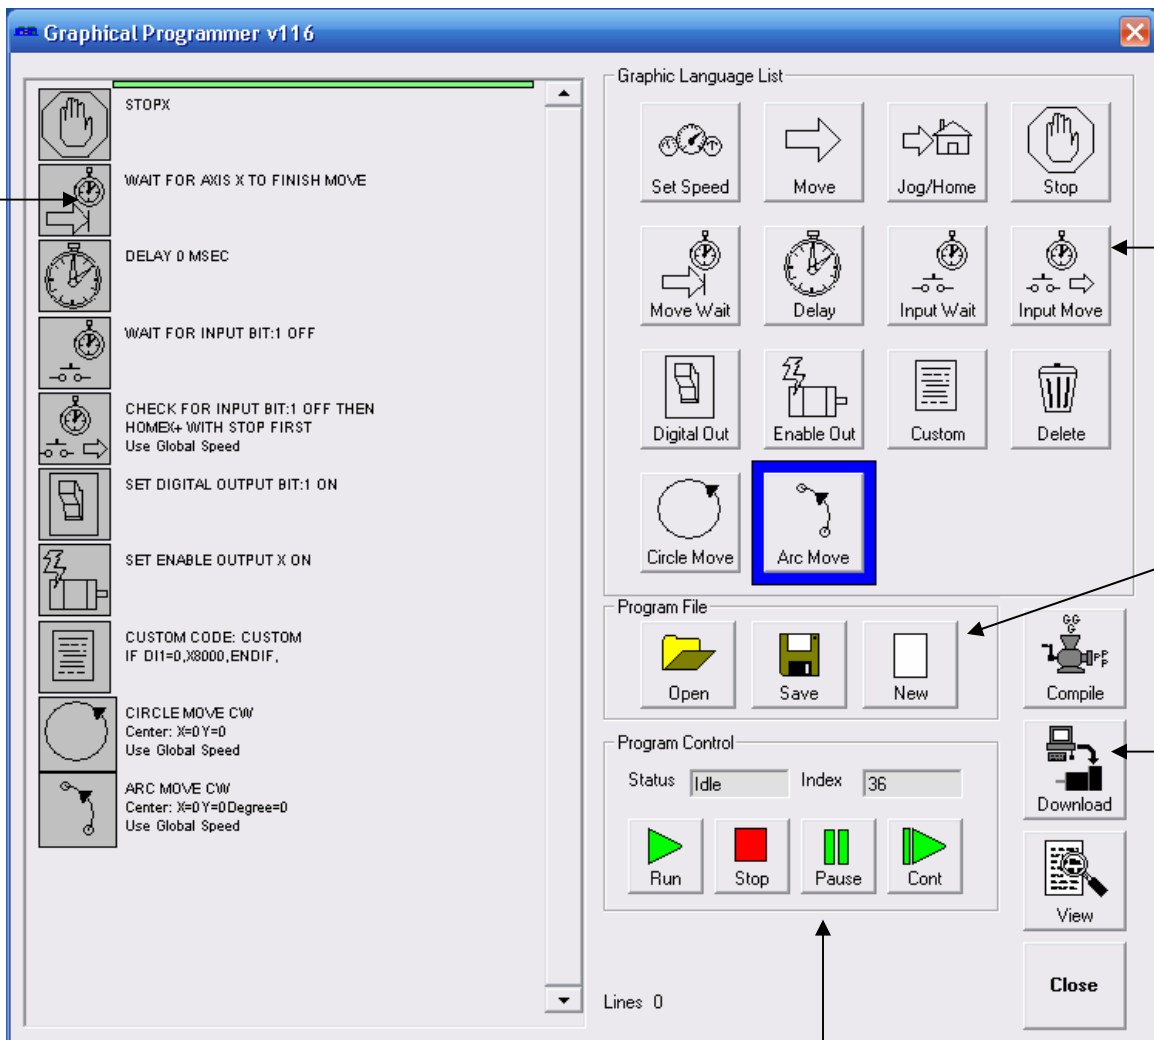 Graphical Programmer v116
STOPX
WAIT FOR AXIS X TO FINISH MOVE
DELAY 0 MSEC
WAIT FOR INPUT BIT:1 OFF
CHECK FOR INPUT BIT:1 OFF THEN
HOMEX+ WITH STOP FIRST
Use Global Speed
SET DIGITAL OUTPUT BIT:1 ON
SET ENABLE OUTPUT X ON
CUSTOM CODE: CUSTOM
IF DI1=0,X8000,ENDIF,
CIRCLE MOVE CW
Center: X=0Y=0
Use Global Speed
ARC MOVE CW
Center: X=0Y=0Degree=0
Use Global Speed
Graphic Language List
Set Speed
Move
Jog/Home
Stop
Move Wait
Delay
Input Wait
Input Move
Digital Out
Enable Out
Custom
Delete
Circle Move
Arc Move
Program File
Open
Save
New
Program Control
Status Idle
Index 36
Run
Stop
Pause
Cont
GG
G
PP
P
Compile
Download
View
Close
Lines 0